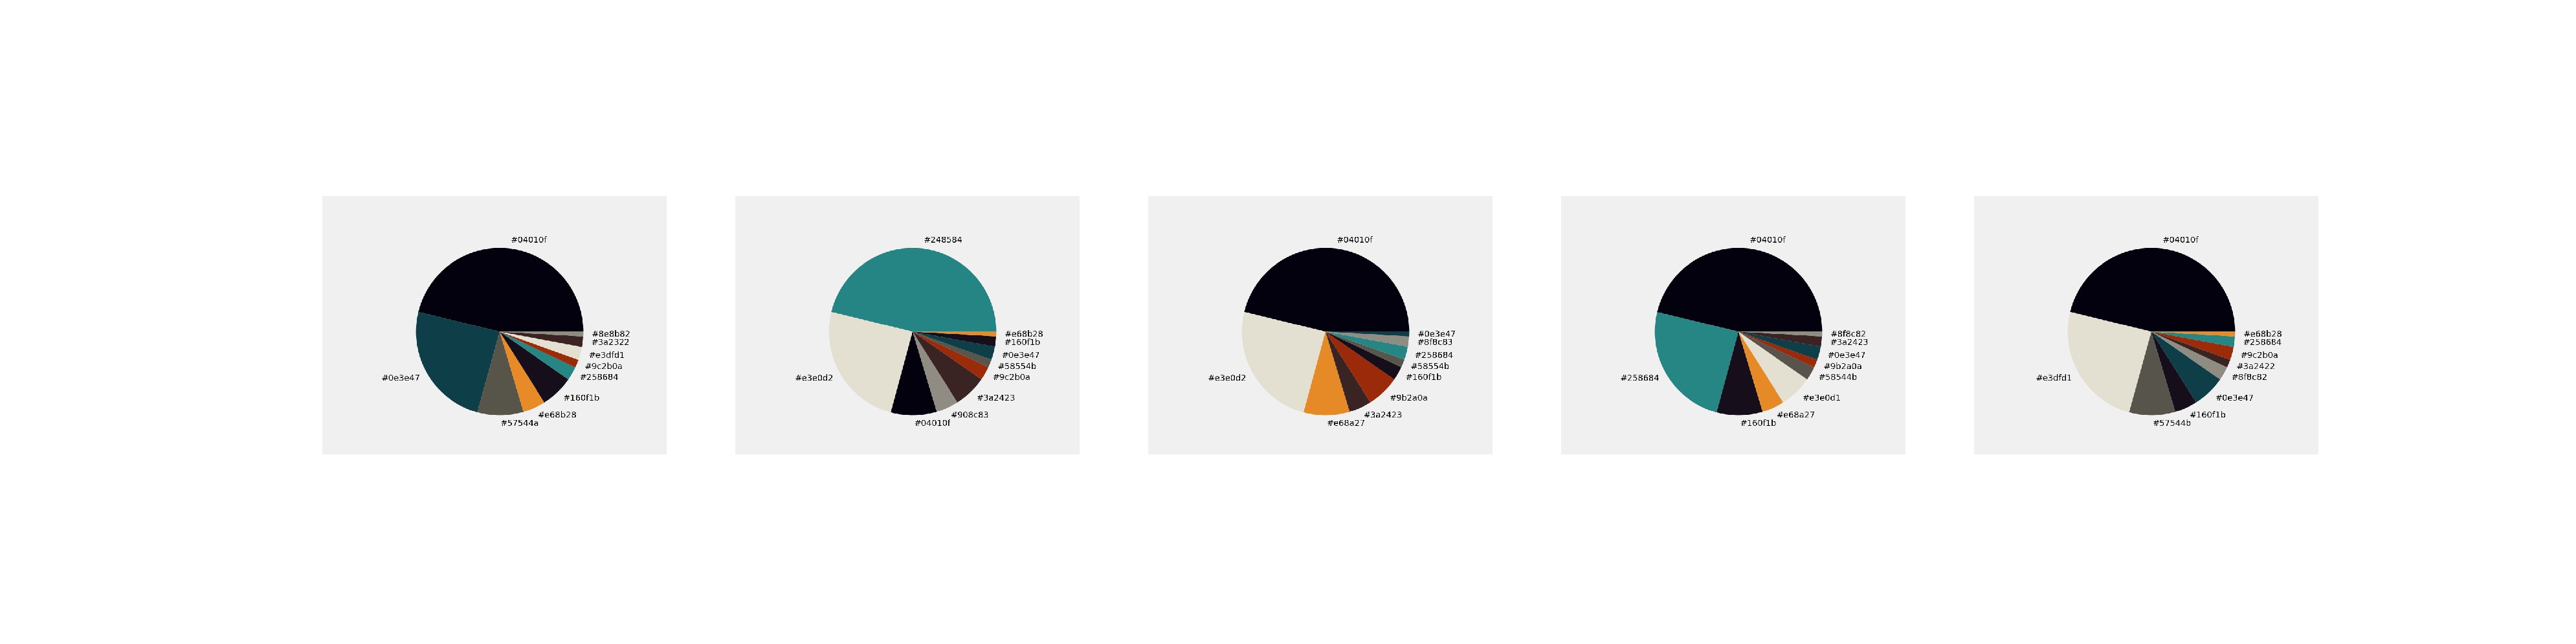 #04010f
#8e8b82
#3a2322
#e3dfd1
#9c2b0a
#258684
#0e3e47
#160f1b
#e68b28
#57544a
#248584
#e68b28
#160f1b
#0e3e47
#58554b
#9c2b0a
#e3e0d2
#3a2423
#908c83
#04010f
#04010f
#0e3e47
#8f8c83
#258684
#58554b
#160f1b
#e3e0d2
#9b2a0a
#3a2423
#e68a27
#04010f
#8f8c82
#3a2423
#0e3e47
#9b2a0a
#58544b
#258684
#e3e0d1
#e68a27
#160f1b
#04010f
#e68b28
#258684
#9c2b0a
#3a2422
#8f8c82
#e3dfd1
#0e3e47
#160f1b
#57544b